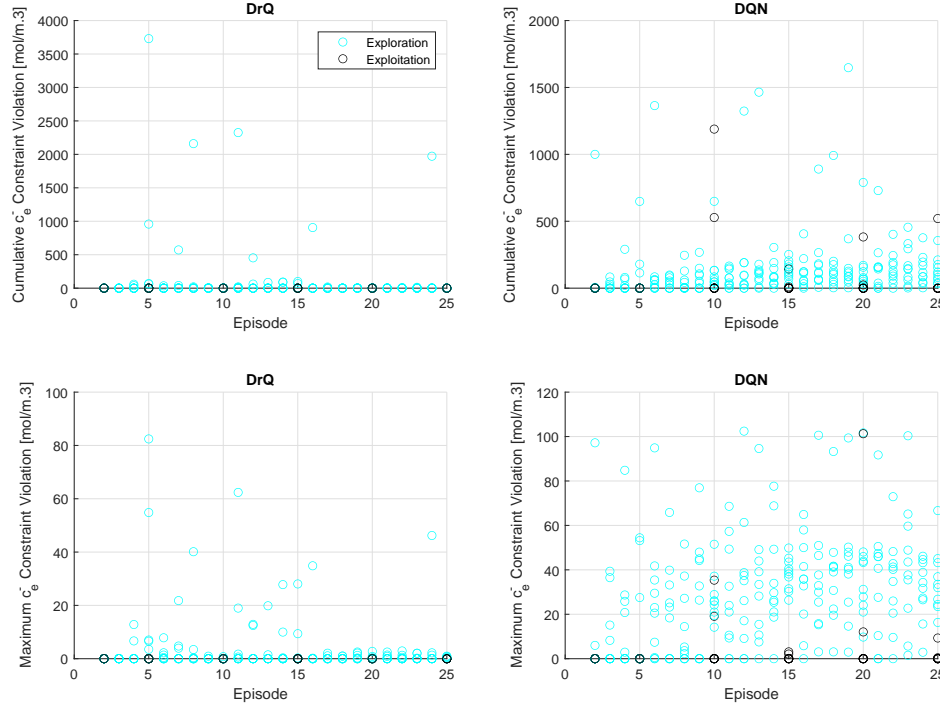 DrQ
Cumulative c_e^- Constraint Violation [mol/m.3]
4000
3500
3000
2500
2000
1500
1000
500
0
0 5 10 15 20 25
Episode
Exploration
Exploitation
DQN
Cumulative c_e^- Constraint Violation [mol/m.3]
2000
1500
1000
500
0
0 5 10 15 20 25
Episode
DrQ
Maximum c_e^- Constraint Violation [mol/m.3]
100
80
60
40
20
0
0 5 10 15 20 25
Episode
DQN
Maximum c_e^- Constraint Violation [mol/m.3]
120
100
80
60
40
20
0
0 5 10 15 20 25
Episode